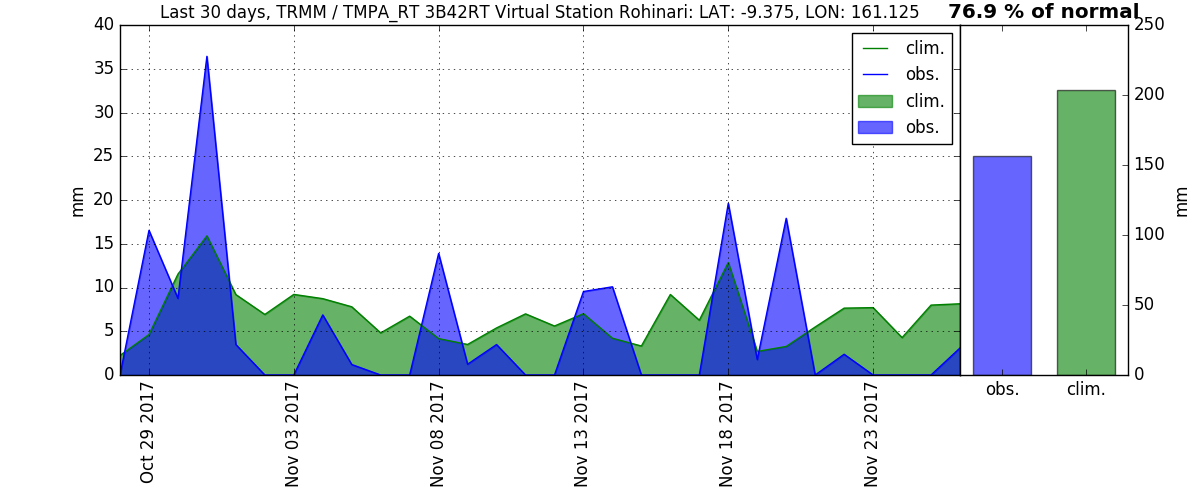 Last 30 days, TRMM / TMPA_RT 3B42RT Virtual Station Rohinari: LAT: -9.375, LON: 161.125
76.9 % of normal
40
35
30
25
20
15
10
5
0
mm
clim.
obs.
clim.
obs.
250
200
150
100
50
0
mm
obs.
clim.
Oct 29 2017
Nov 03 2017
Nov 08 2017
Nov 13 2017
Nov 18 2017
Nov 23 2017